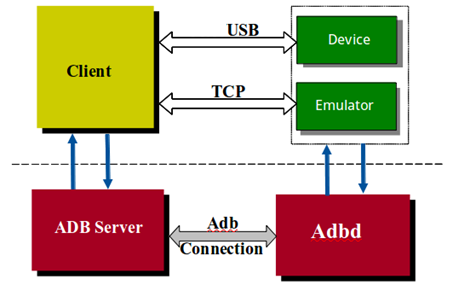 USB
Device
Client
TCP
Emulator
ADB Server
Adb
Connection
Adbd